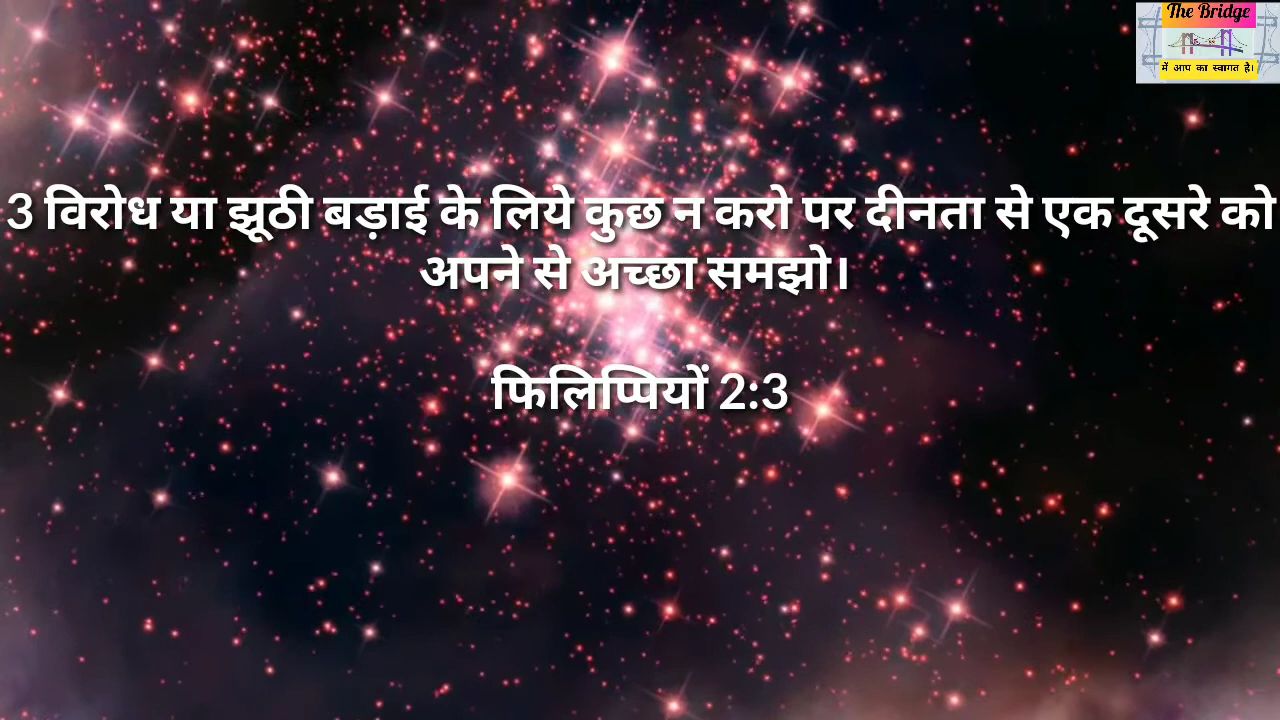 The Bridge
में आप का स्वागत है।
3 विरोध या झूठी बड़ाई के लिये कुछ न करो पर दीनता से एक दूसरे को
अपने से अच्छा समझो।
फिलिप्पियों 2:3